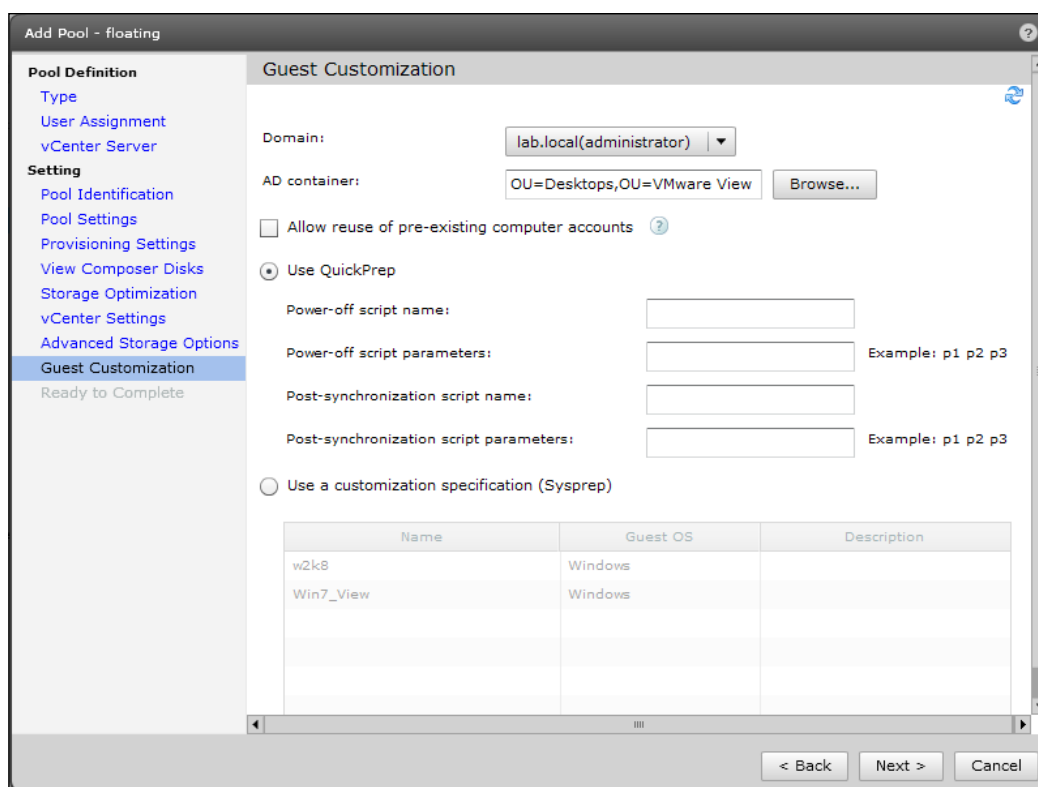 Add Pool - floating
?
Pool Definition
Type
User Assignment
vCenter Server
Setting
Pool Identification
Pool Settings
Provisioning Settings
View Composer Disks
Storage Optimization
vCenter Settings
Advanced Storage Options
Guest Customization
Ready to Complete
Guest Customization
Domain: lab.local(administrator)
AD container: OU=Desktops,OU=VMware View Browse...
Allow reuse of pre-existing computer accounts ?
Use QuickPrep
Power-off script name:
Power-off script parameters: Example: p1 p2 p3
Post-synchronization script name:
Post-synchronization script parameters: Example: p1 p2 p3
Use a customization specification (Sysprep)
Name Guest OS Description
w2k8 Windows
Win7_View Windows
< Back Next > Cancel